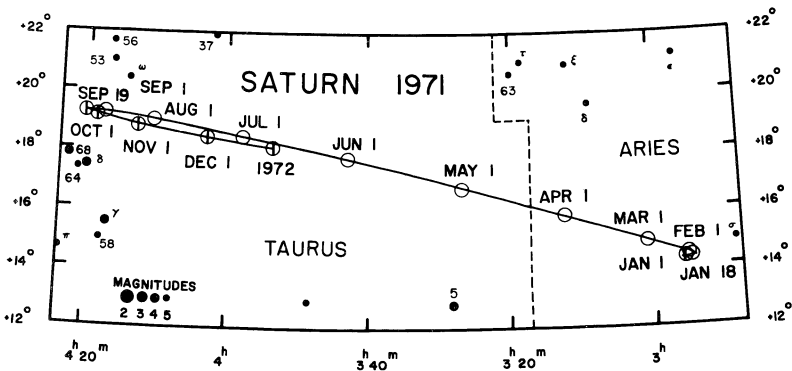 +22° +22°
56 37 τ ξ
53 ω ε
+20° SATURN 1971 63 +20°
SEP 19 SEP 1 δ
AUG 1
OCT 1 JUL 1
+18° NOV 1 JUN 1 ARIES +18°
68 δ DEC 1 1972
64 MAY 1
+16° APR 1 +16°
γ MAR 1 FEB 1 σ
π 58 TAURUS
+14° JAN 1 JAN 18 +14°
MAGNITUDES
2 3 4 5 5
+12° +12°
4 20m 4h 3h 40m 3h 20m 3h